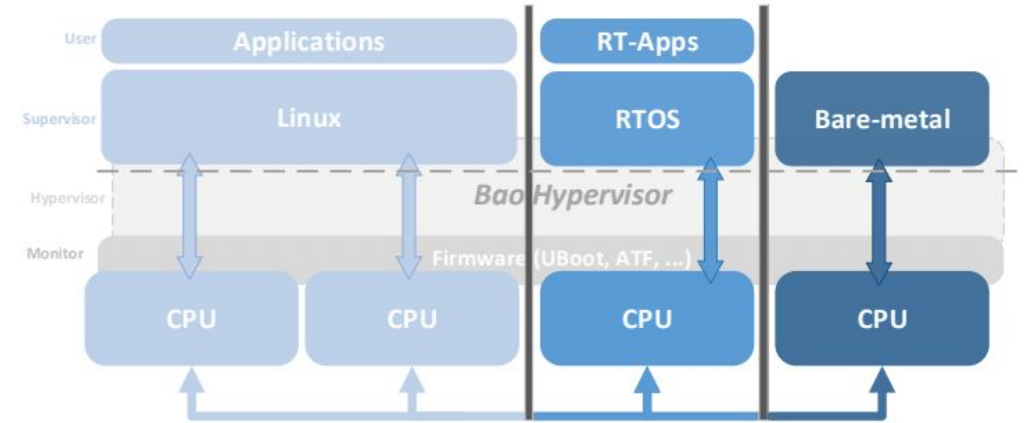 User
Applications
RT-Apps
Supervisor
Linux
RTOS
Bare-metal
Hypervisor
Bao Hypervisor
Monitor
Firmware (UBoot, ATF, ...)
CPU
CPU
CPU
CPU